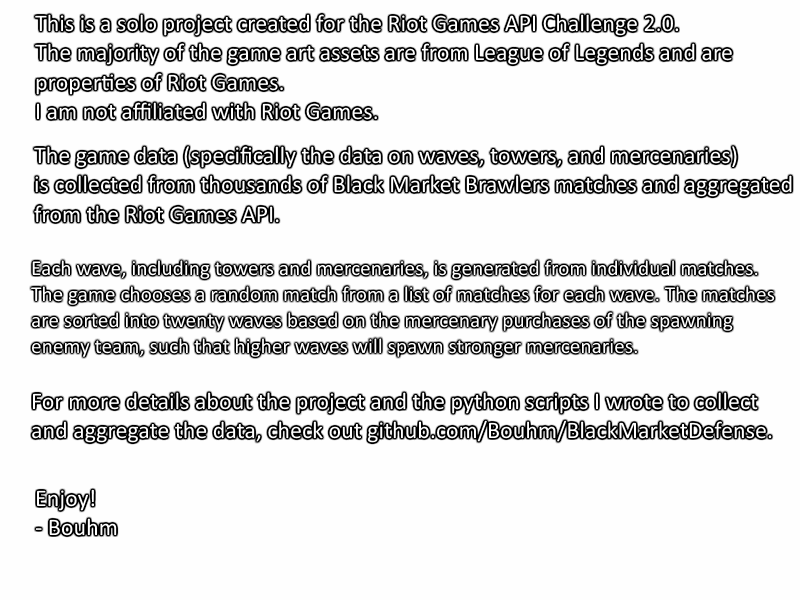 This is a solo project created for the Riot Games API Challenge 2.0.
The majority of the game art assets are from League of Legends and are
properties of Riot Games.
I am not affiliated with Riot Games.
The game data (specifically the data on waves, towers, and mercenaries)
is collected from thousands of Black Market Brawlers matches and aggregated
from the Riot Games API.
Each wave, including towers and mercenaries, is generated from individual matches.
The game chooses a random match from a list of matches for each wave. The matches
are sorted into twenty waves based on the mercenary purchases of the spawning
enemy team, such that higher waves will spawn stronger mercenaries.
For more details about the project and the python scripts I wrote to collect
and aggregate the data, check out github.com/Bouhm/BlackMarketDefense.
Enjoy!
- Bouhm